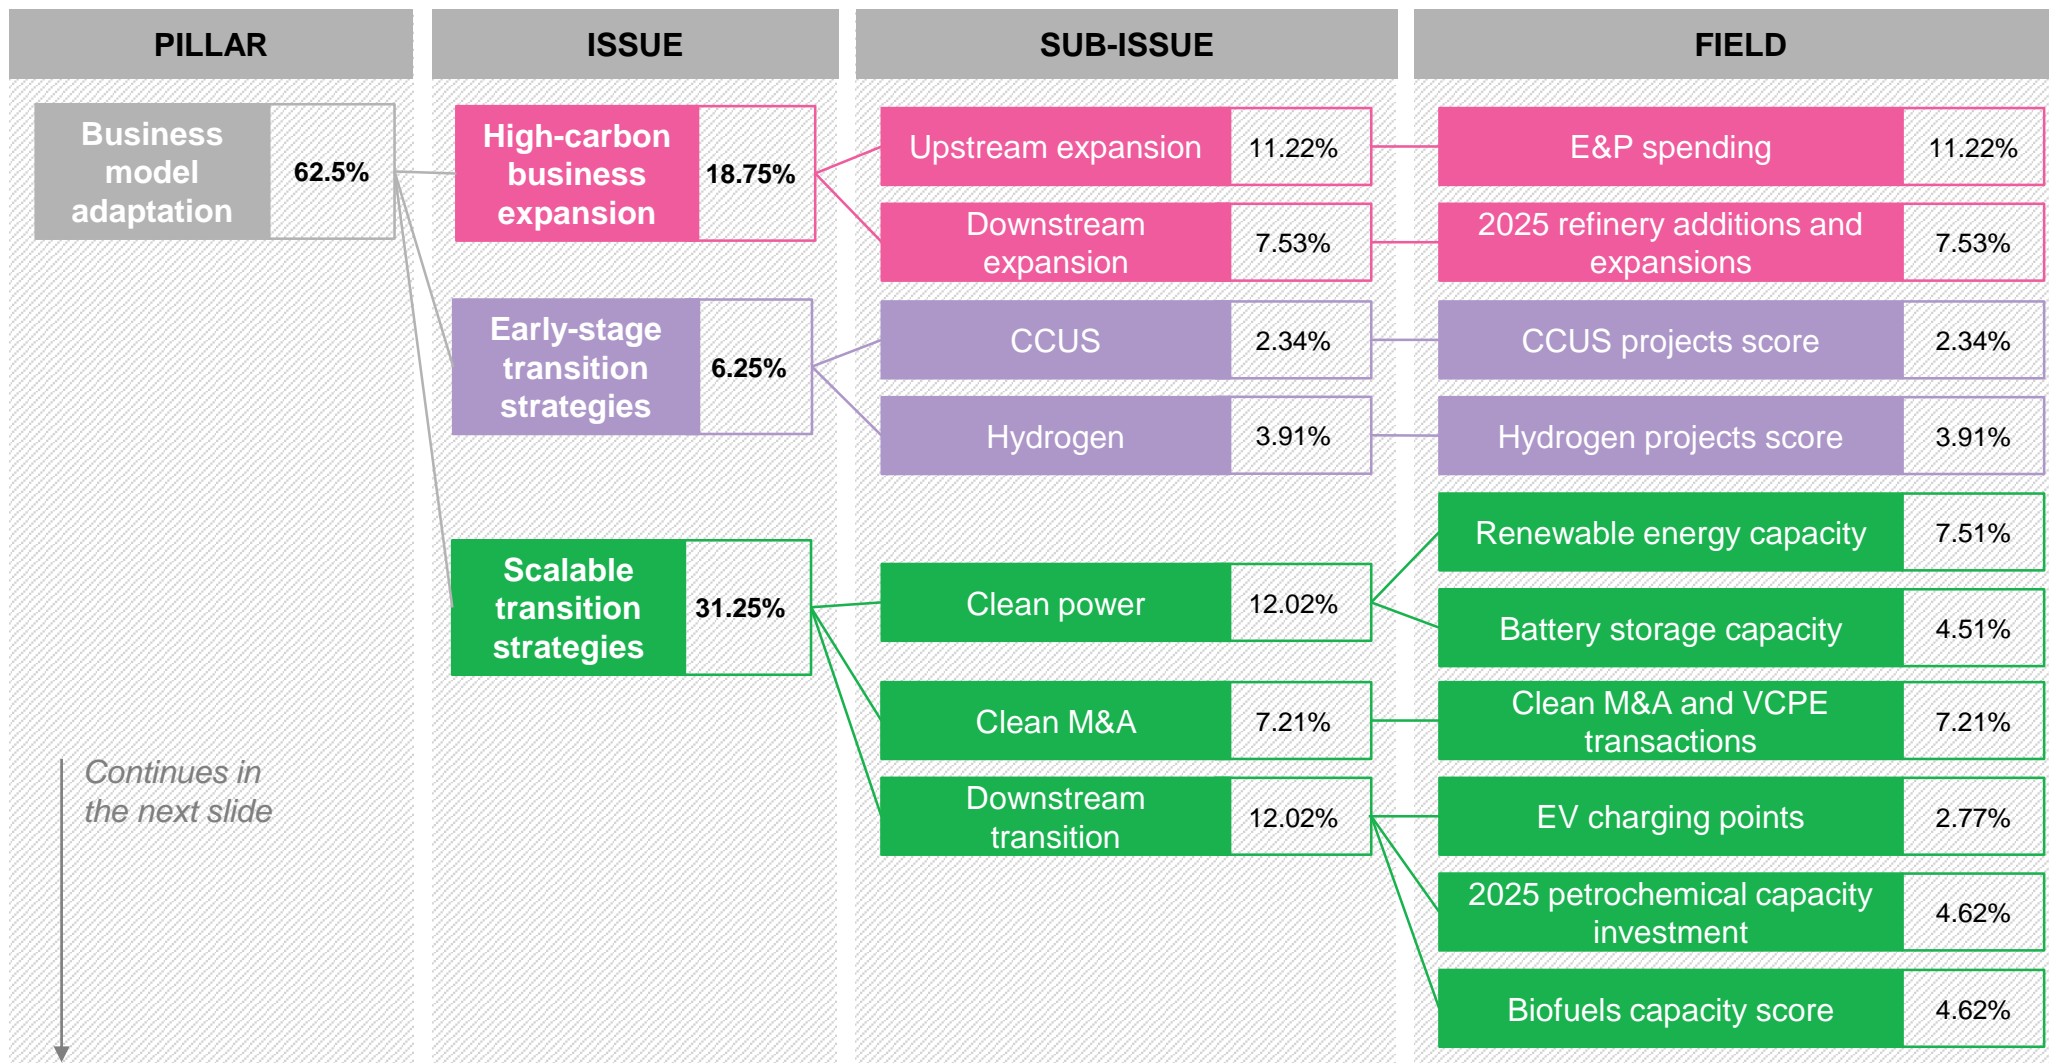 PILLAR
ISSUE
SUB-ISSUE
FIELD
Business
model
adaptation
62.5%
High-carbon
business
expansion
18.75%
Upstream expansion
11.22%
E&P spending
11.22%
Downstream
expansion
7.53%
2025 refinery additions and
expansions
7.53%
Early-stage
transition
strategies
6.25%
CCUS
2.34%
CCUS projects score
2.34%
Hydrogen
3.91%
Hydrogen projects score
3.91%
Scalable
transition
strategies
31.25%
Clean power
12.02%
Renewable energy capacity
7.51%
Battery storage capacity
4.51%
Clean M&A
7.21%
Clean M&A and VCPE
transactions
7.21%
Downstream
transition
12.02%
EV charging points
2.77%
2025 petrochemical capacity
investment
4.62%
Biofuels capacity score
4.62%
Continues in
the next slide